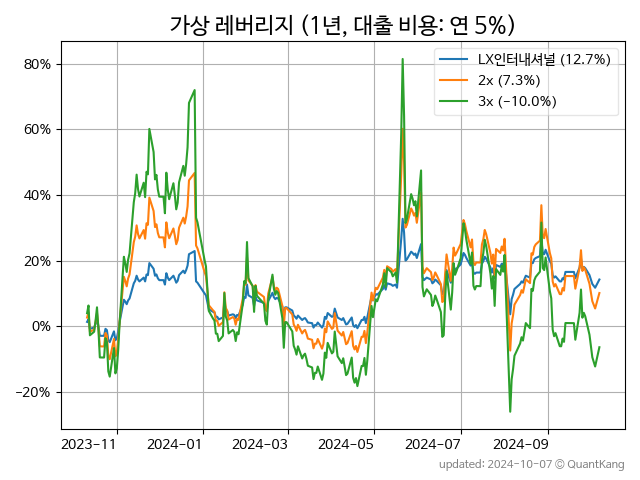 가상 레버리지 (1년, 대출 비용: 연 5%)
LX인터내셔널 (12.7%)
2x (7.3%)
3x (−10.0%)
80%
60%
40%
20%
0%
−20%
2023-11 2024-01 2024-03 2024-05 2024-07 2024-09
updated: 2024-10-07 © QuantKang